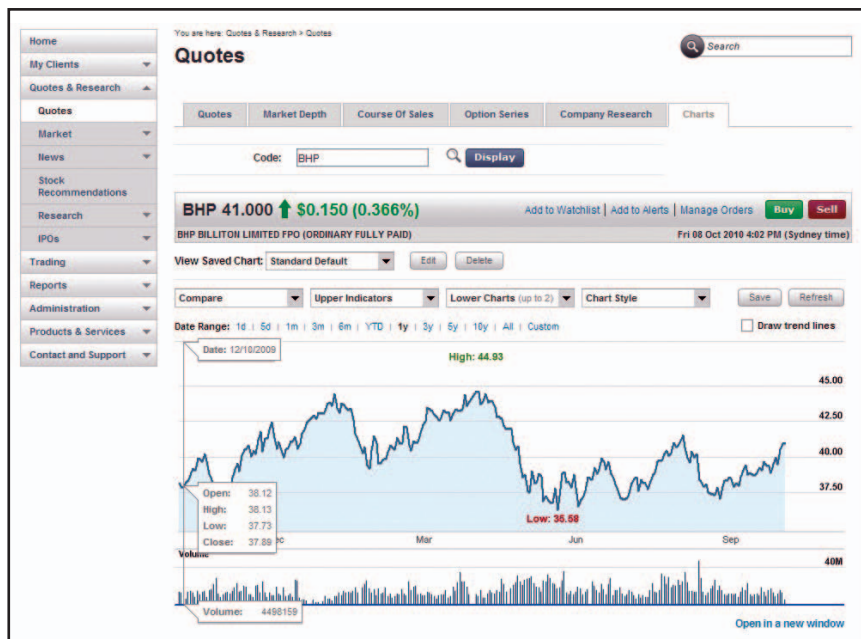 You are here: Quotes & Research > Quotes
Quotes
Search
Home
My Clients
Quotes & Research
Quotes
Market
News
Stock
Recommendations
Research
IPOs
Trading
Reports
Administration
Products & Services
Contact and Support
Quotes Market Depth Course Of Sales Option Series Company Research Charts
Code: BHP Display
BHP 41.000 $0.150 (0.366%) Add to Watchlist | Add to Alerts | Manage Orders Buy Sell
BHP BILLITON LIMITED FPO (ORDINARY FULLY PAID) Fri 08 Oct 2010 4:02 PM (Sydney time)
View Saved Chart: Standard Default Edit Delete
Compare Upper Indicators Lower Charts (up to 2) Chart Style Save Refresh
Date Range: 1d | 5d | 1m | 3m | 6m | YTD | 1y | 3y | 5y | 10y | All | Custom Draw trend lines
Date: 12/10/2009
High: 44.93
45.00
42.50
40.00
37.50
Open: 38.12
High: 38.13
Low: 37.73
Close: 37.89
Low: 35.58
Mar Jun Sep
Volume
40M
Volume: 4498159
Open in a new window